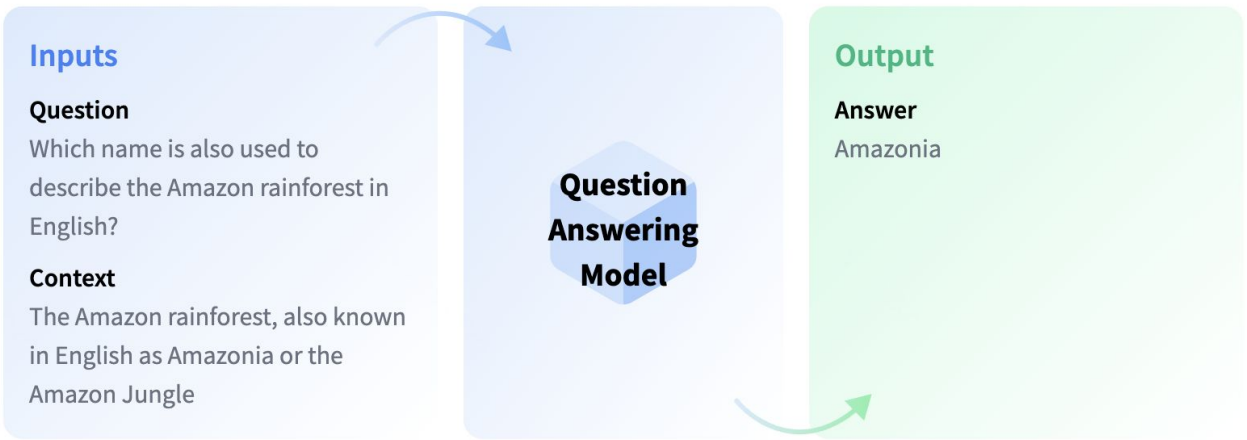 Inputs
Question
Which name is also used to
describe the Amazon rainforest in
English?
Context
The Amazon rainforest, also known
in English as Amazonia or the
Amazon Jungle
Question
Answering
Model
Output
Answer
Amazonia